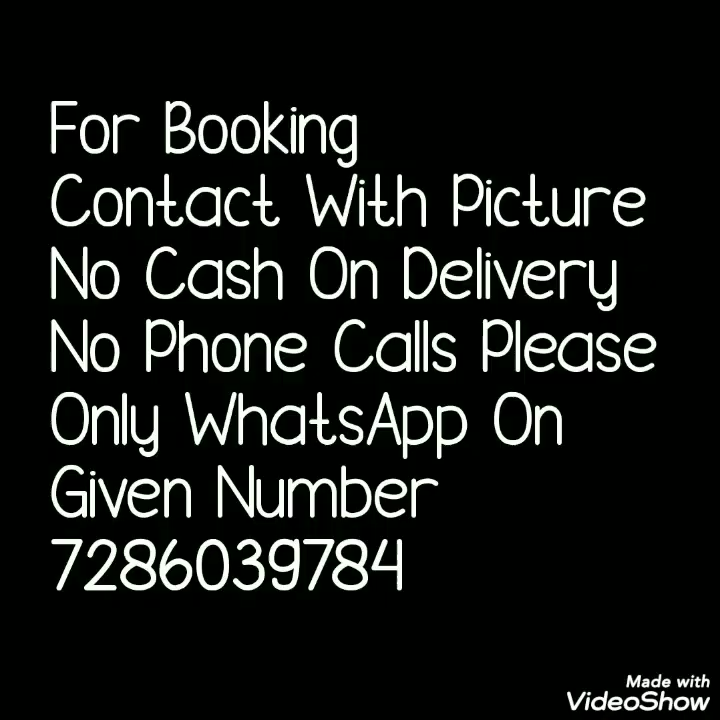 For Booking
Contact With Picture
No Cash On Delivery
No Phone Calls Please
Only WhatsApp On
Given Number
7286039784
Made with
VideoShow